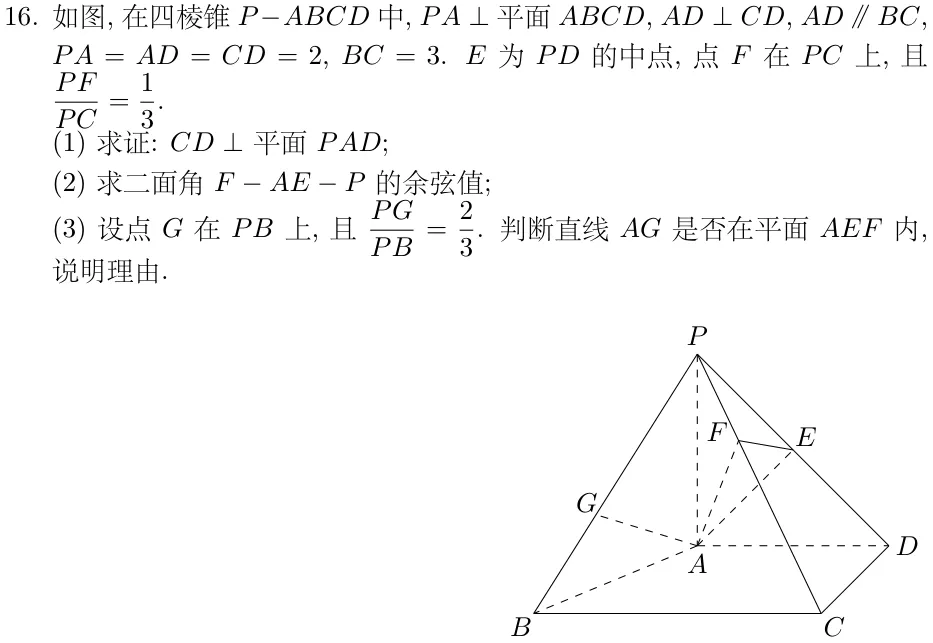 16. 如图, 在四棱锥 P−ABCD 中, PA ⊥ 平面 ABCD, AD ⊥ CD, AD ∥ BC,
PA = AD = CD = 2, BC = 3. E 为 PD 的中点, 点 F 在 PC 上, 且
PF/PC = 1/3.
(1) 求证: CD ⊥ 平面 PAD;
(2) 求二面角 F − AE − P 的余弦值;
(3) 设点 G 在 PB 上, 且 PG/PB = 2/3. 判断直线 AG 是否在平面 AEF 内,
说明理由.
P
F
E
G
A
D
B
C